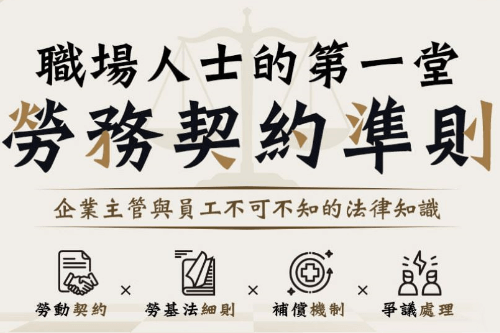 職場人士的第一堂
勞務契約準則
企業主管與員工不可不知的法律知識
勞動契約 × 勞基法細則 × 補償機制 × 爭議處理